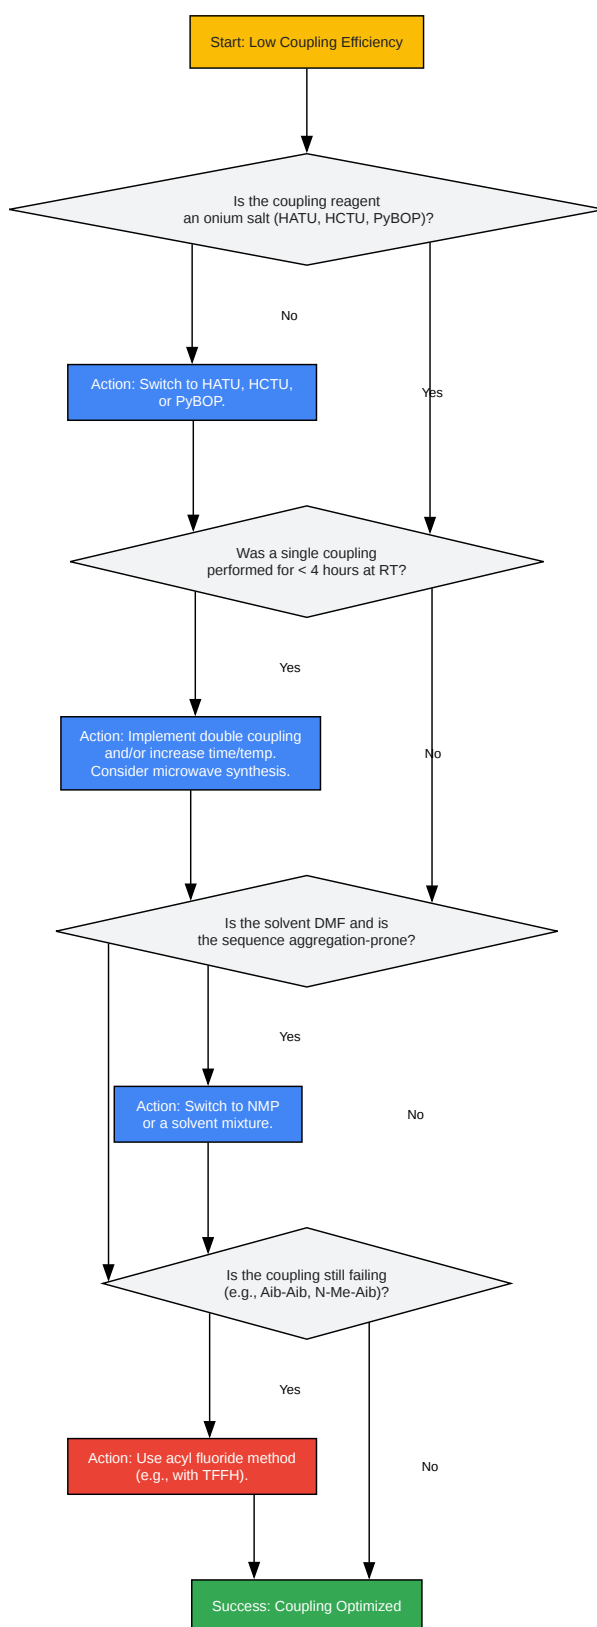 Start: Low Coupling Efficiency
Is the coupling reagent
an onium salt (HATU, HCTU, PyBOP)?
No
Action: Switch to HATU, HCTU,
or PyBOP.
Yes
Was a single coupling
performed for < 4 hours at RT?
Yes
Action: Implement double coupling
and/or increase time/temp.
Consider microwave synthesis.
No
Is the solvent DMF and is
the sequence aggregation-prone?
Yes
Action: Switch to NMP
or a solvent mixture.
No
Is the coupling still failing
(e.g., Aib-Aib, N-Me-Aib)?
Yes
Action: Use acyl fluoride method
(e.g., with TFFH).
No
Success: Coupling Optimized